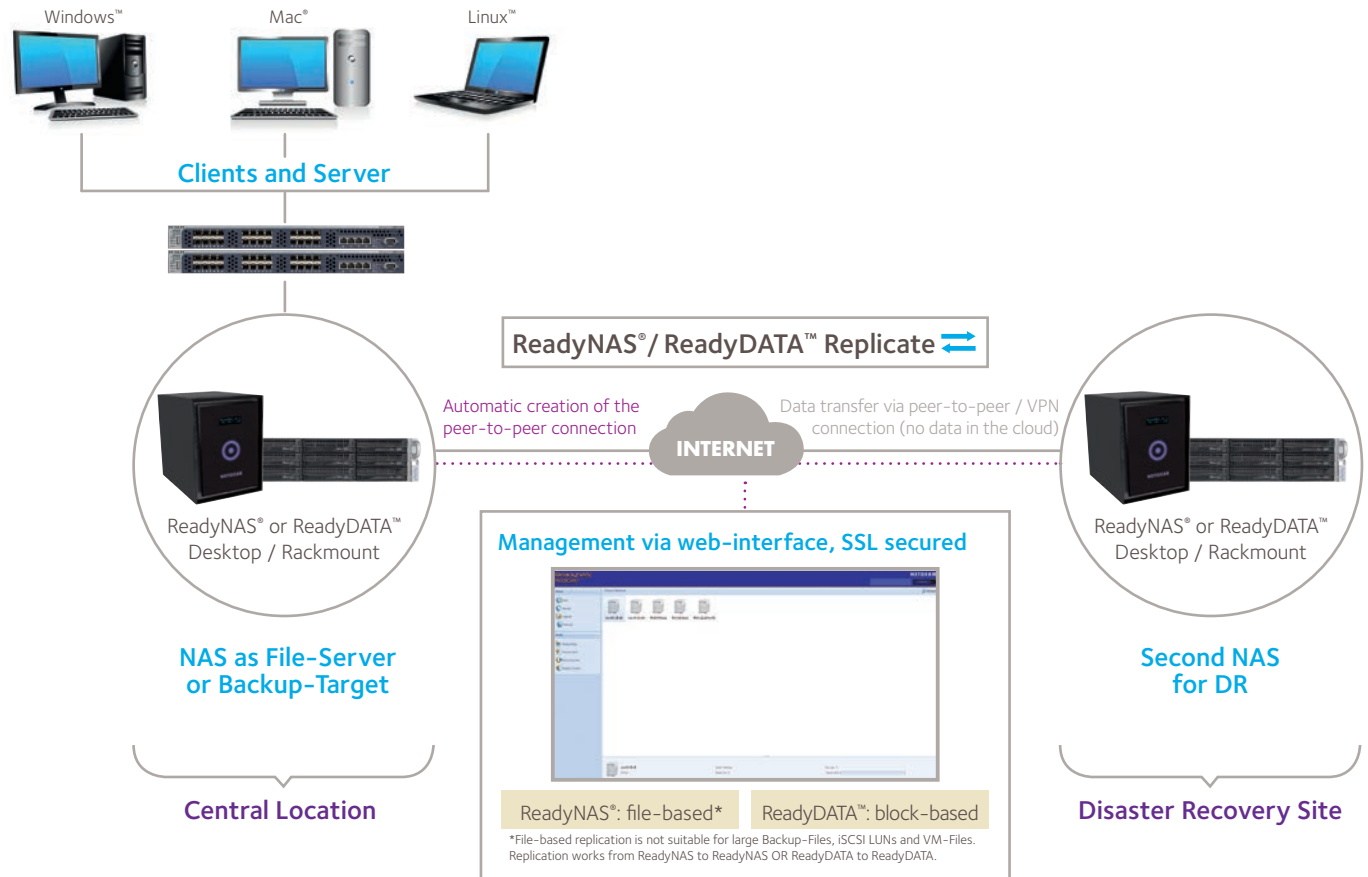 Windows™
Mac®
Linux™
Clients and Server
ReadyNAS®/ ReadyDATA™ Replicate
Automatic creation of the
peer-to-peer connection
INTERNET
Data transfer via peer-to-peer / VPN
connection (no data in the cloud)
ReadyNAS® or ReadyDATA™
Desktop / Rackmount
NAS as File-Server
or Backup-Target
Central Location
Management via web-interface, SSL secured
ReadyNAS®: file-based*
ReadyDATA™: block-based
*File-based replication is not suitable for large Backup-Files, iSCSI LUNs and VM-Files.
Replication works from ReadyNAS to ReadyNAS OR ReadyDATA to ReadyDATA.
ReadyNAS® or ReadyDATA™
Desktop / Rackmount
Second NAS
for DR
Disaster Recovery Site